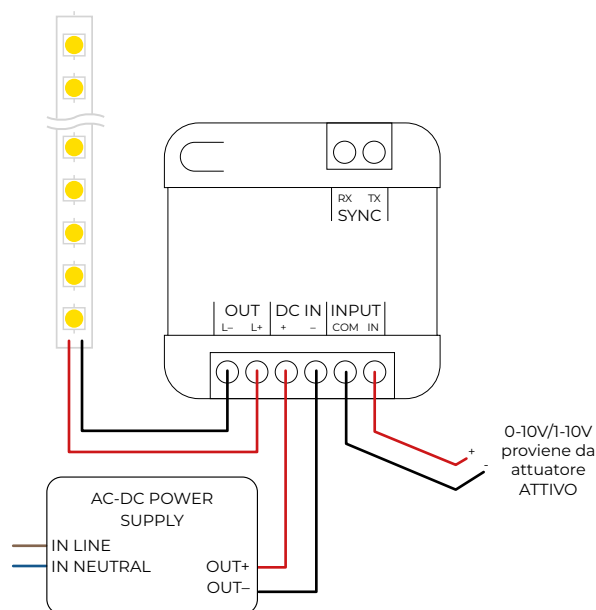 RX TX
SYNC
OUT DC IN INPUT
L– L+ + – COM IN
0-10V/1-10V
+ proviene da
- attuatore
ATTIVO
AC-DC POWER
SUPPLY
IN LINE
IN NEUTRAL OUT+
OUT–